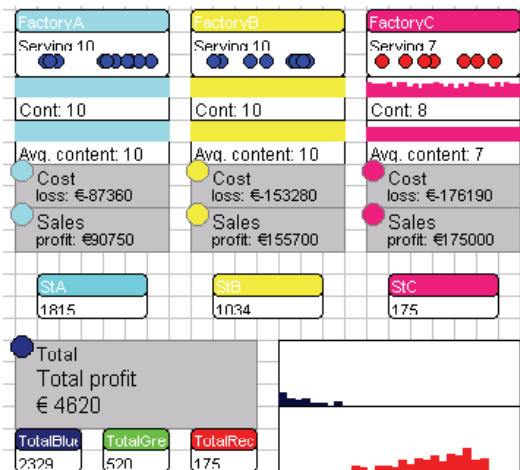 FactoryA FactoryB FactoryC
Serving 10 Serving 10 Serving 7
Cont: 10 Cont: 10 Cont: 8
Avg. content: 10 Avg. content: 10 Avg. content: 7
Cost Cost Cost
loss: €-87360 loss: €-153280 loss: €-176190
Sales Sales Sales
profit: €90750 profit: €155700 profit: €175000
StA StB StC
1815 1034 175
Total
Total profit
€ 4620
TotalBlue TotalGre TotalRed
2329 520 175